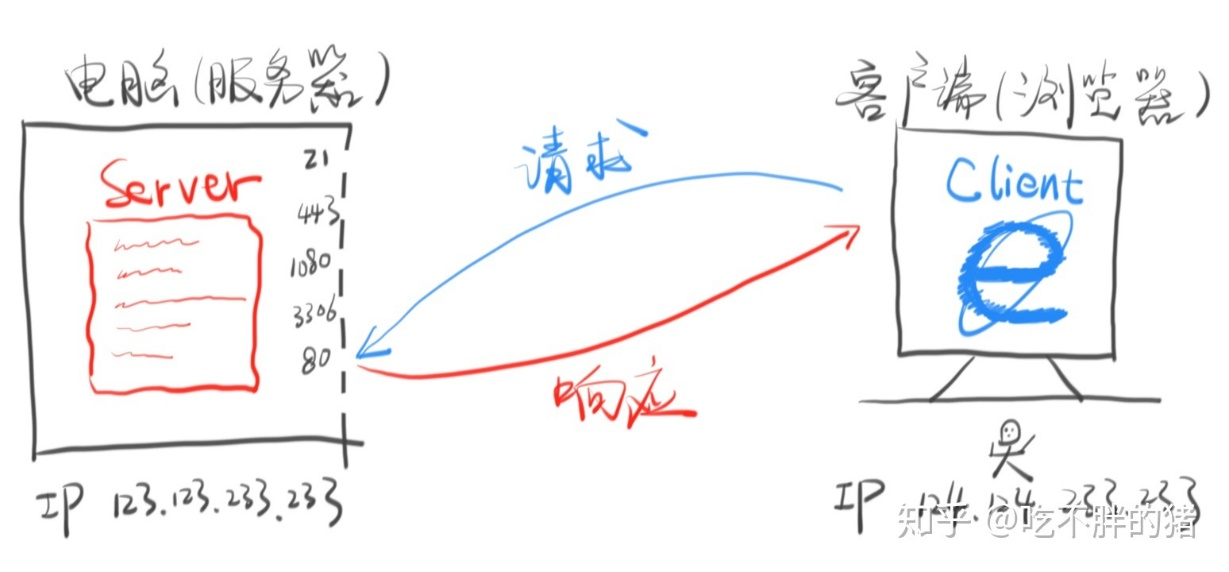 电脑(服务器)
客户端(浏览器)
Server
21
443
1080
3306
80
请求
响应
Client
e
IP 123.123.233.233
IP 124.124.233.233
知乎 @吃不胖的猪